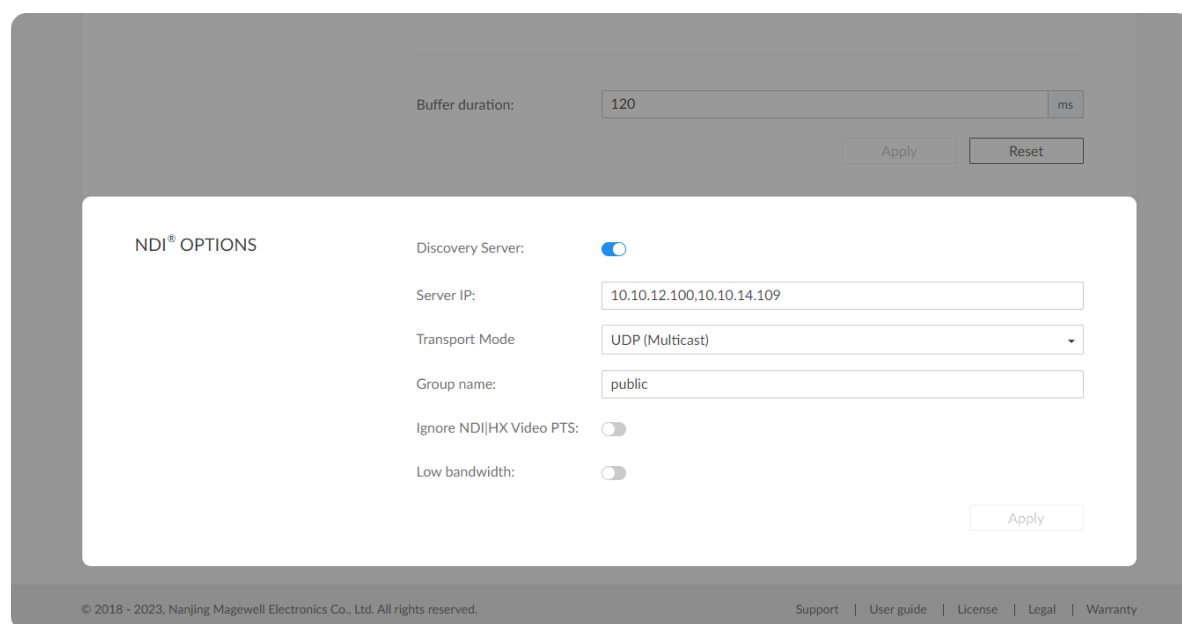 Buffer duration: 120 ms
Apply Reset
NDI® OPTIONS
Discovery Server:
Server IP: 10.10.12.100,10.10.14.109
Transport Mode UDP (Multicast)
Group name: public
Ignore NDI|HX Video PTS:
Low bandwidth:
Apply
© 2018 - 2023, Nanjing Magewell Electronics Co., Ltd. All rights reserved. Support | User guide | License | Legal | Warranty